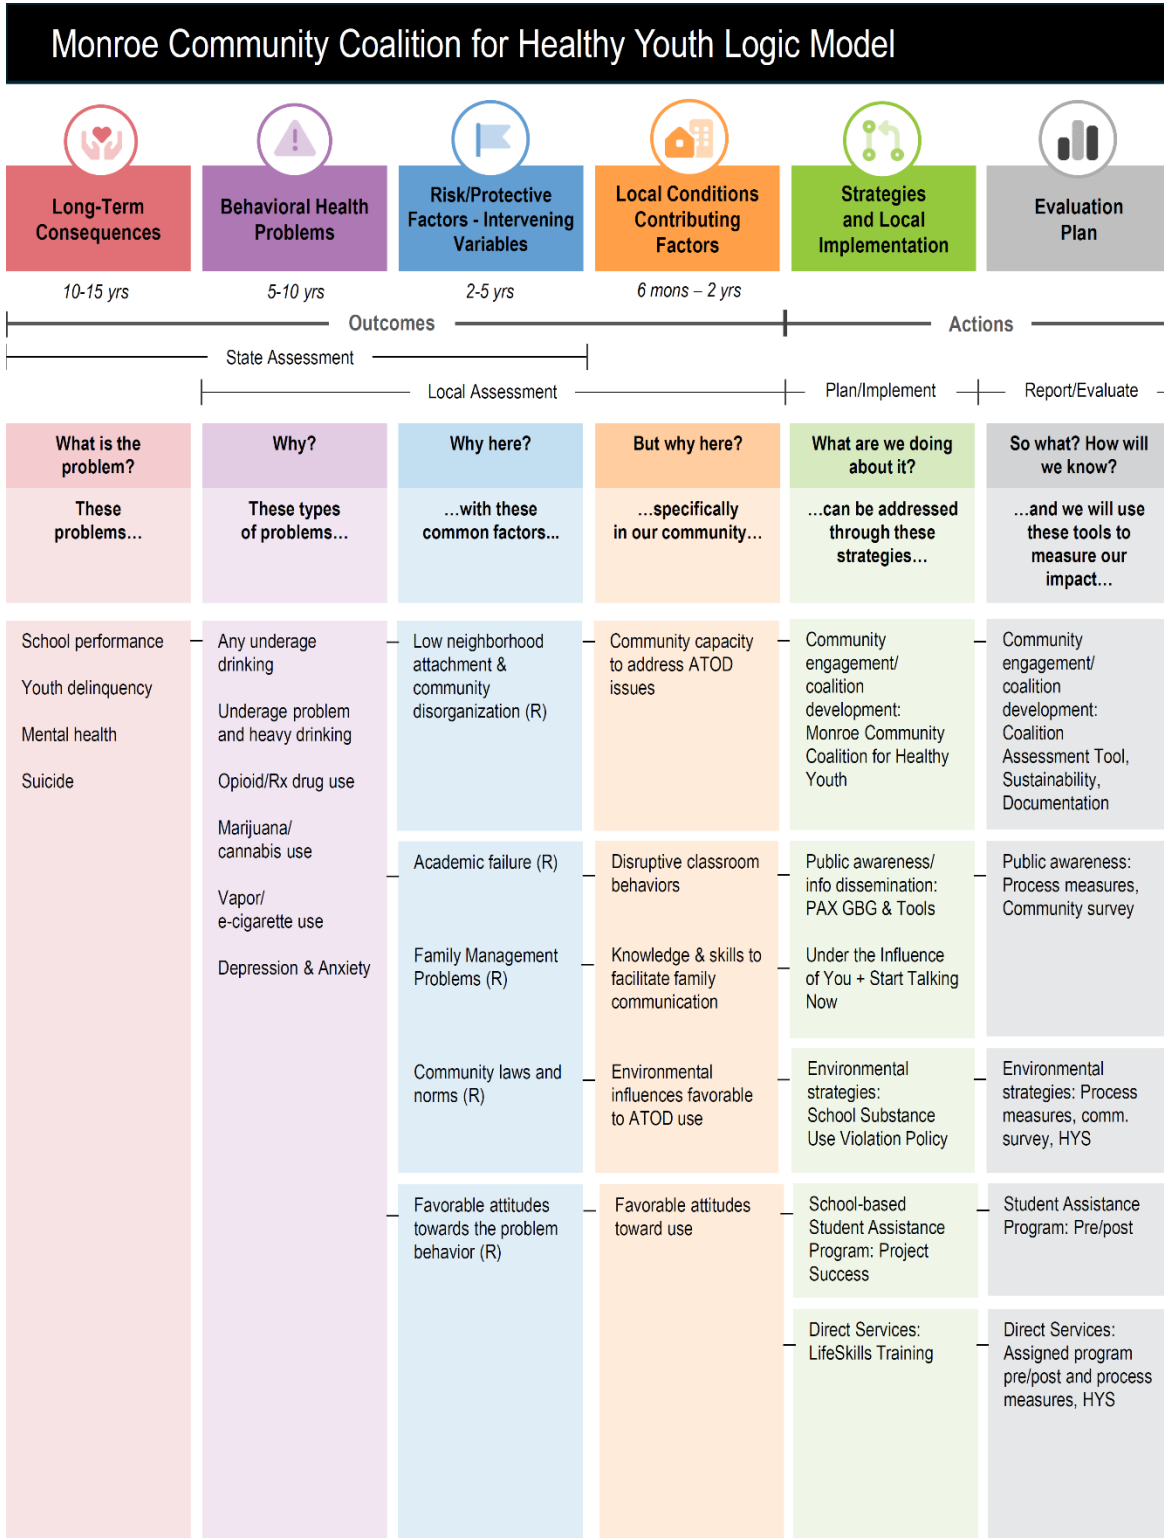 Monroe Community Coalition for Healthy Youth Logic Model
Long-Term
Consequences
Behavioral Health
Problems
Risk/Protective
Factors - Intervening
Variables
Local Conditions
Contributing
Factors
Strategies
and Local
Implementation
Evaluation
Plan
10-15 yrs
5-10 yrs
2-5 yrs
6 mons – 2 yrs
Outcomes
Actions
State Assessment
Local Assessment
Plan/Implement
Report/Evaluate
What is the
problem?
Why?
Why here?
But why here?
What are we doing
about it?
So what? How will
we know?
These
problems…
These types
of problems…
…with these
common factors...
…specifically
in our community…
…can be addressed
through these
strategies…
…and we will use
these tools to
measure our
impact…
School performance
Youth delinquency
Mental health
Suicide
Any underage
drinking
Underage problem
and heavy drinking
Opioid/Rx drug use
Marijuana/
cannabis use
Vapor/
e-cigarette use
Depression & Anxiety
Low neighborhood
attachment &
community
disorganization (R)
Community capacity
to address ATOD
issues
Community
engagement/
coalition
development:
Monroe Community
Coalition for Healthy
Youth
Community
engagement/
coalition
development:
Coalition
Assessment Tool,
Sustainability,
Documentation
Academic failure (R)
Disruptive classroom
behaviors
Public awareness/
info dissemination:
PAX GBG & Tools
Public awareness:
Process measures,
Community survey
Family Management
Problems (R)
Knowledge & skills to
facilitate family
communication
Under the Influence
of You + Start Talking
Now
Community laws and
norms (R)
Environmental
influences favorable
to ATOD use
Environmental
strategies:
School Substance
Use Violation Policy
Environmental
strategies: Process
measures, comm.
survey, HYS
Favorable attitudes
towards the problem
behavior (R)
Favorable attitudes
toward use
School-based
Student Assistance
Program: Project
Success
Student Assistance
Program: Pre/post
Direct Services:
LifeSkills Training
Direct Services:
Assigned program
pre/post and process
measures, HYS